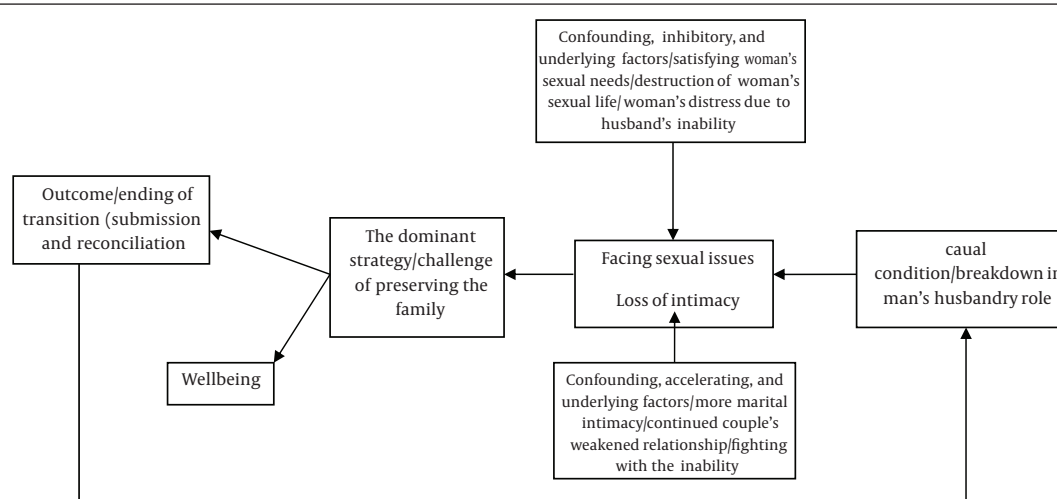 Confounding, inhibitory, and
underlying factors/satisfying woman's
sexual needs/destruction of woman's
sexual life/ woman's distress due to
husband's inability
Outcome/ending of
transition (submission
and reconciliation
The dominant
strategy/challenge
of preserving the
family
Facing sexual issues
Loss of intimacy
caual
condition/breakdown in
man's husbandry role
Wellbeing
Confounding, accelerating, and
underlying factors/more marital
intimacy/continued couple's
weakened relationship/fighting
with the inability